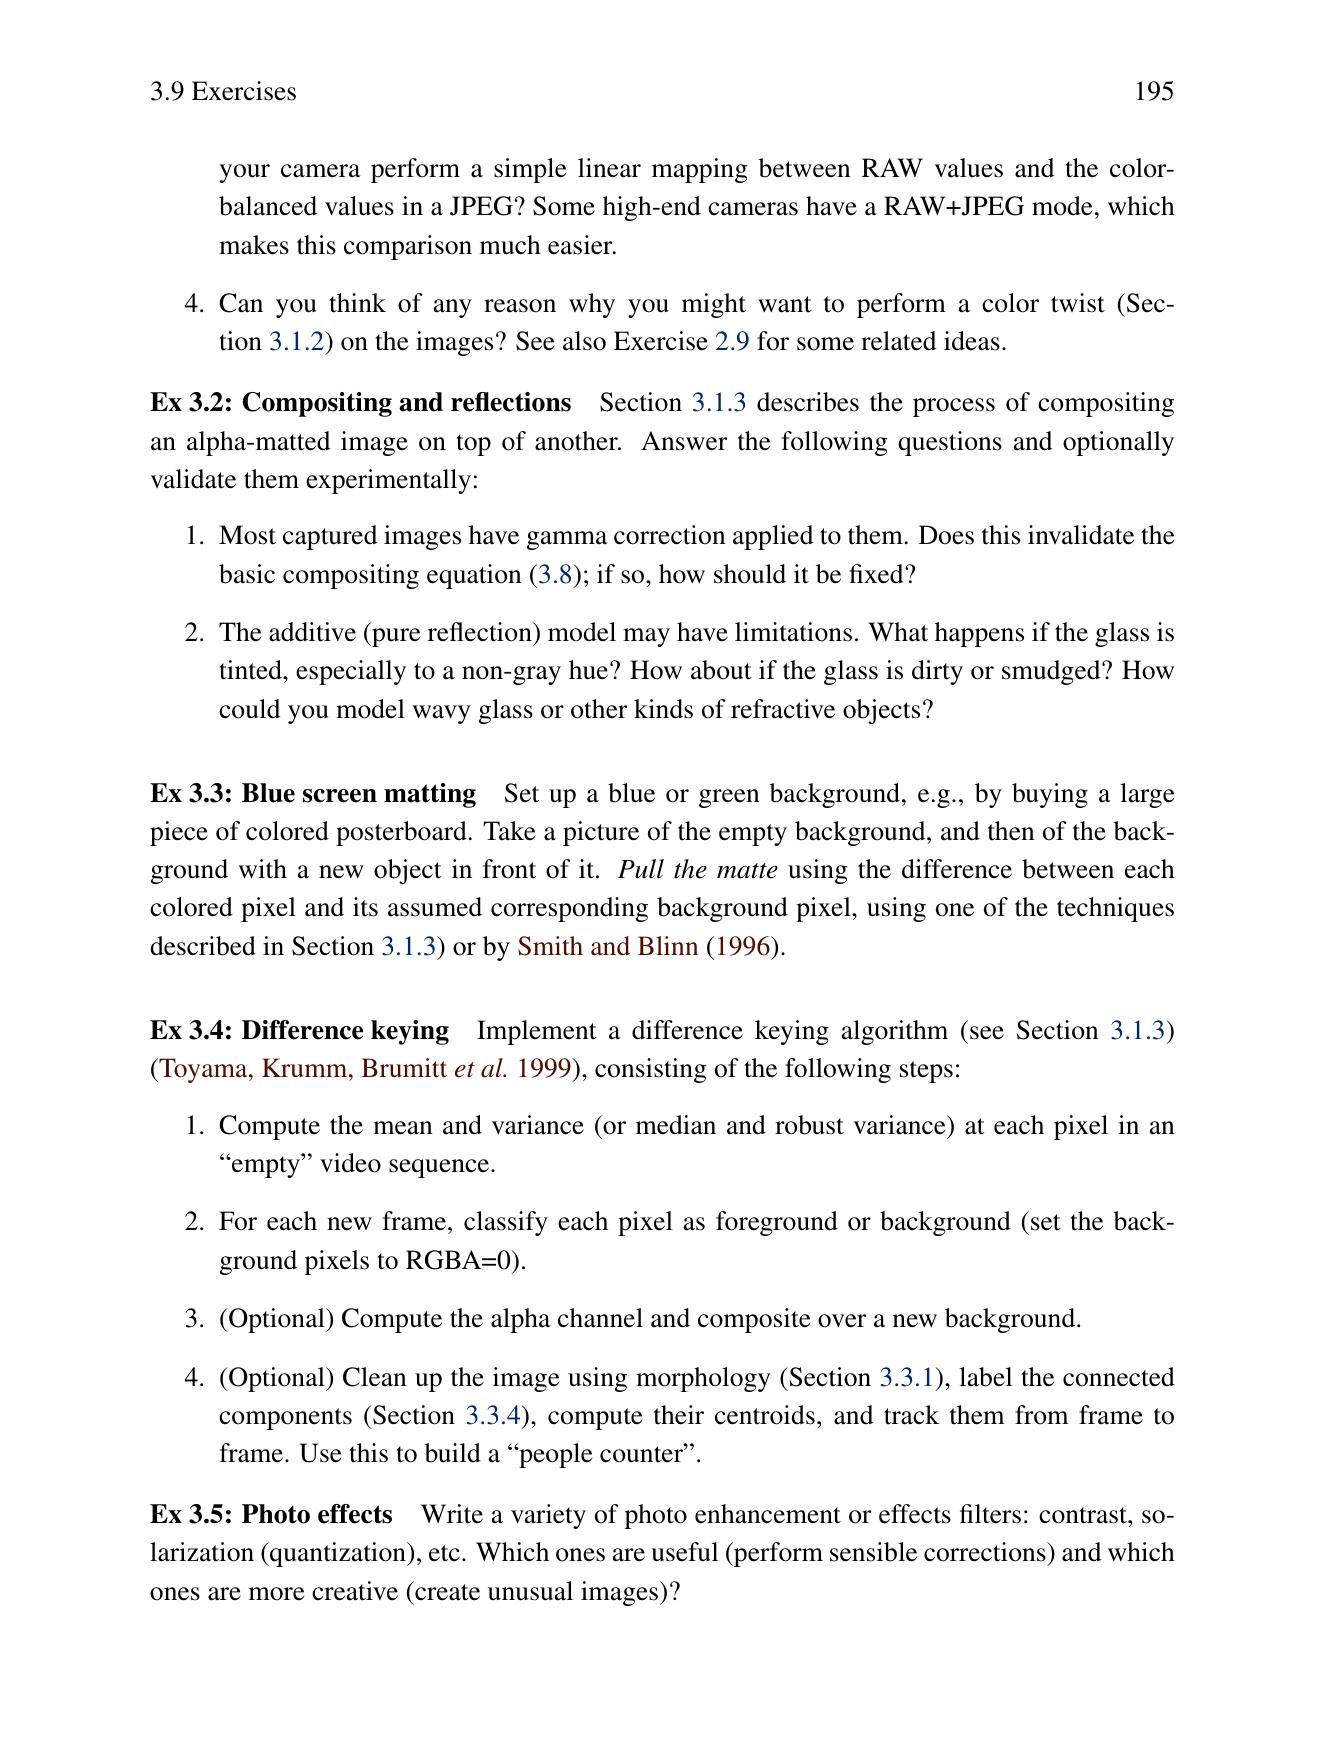 3.9 Exercises 195
your camera perform a simple linear mapping between RAW values and the color-
balanced values in a JPEG? Some high-end cameras have a RAW+JPEG mode, which
makes this comparison much easier.
4. Can you think of any reason why you might want to perform a color twist (Sec-
tion 3.1.2) on the images? See also Exercise 2.9 for some related ideas.
Ex 3.2: Compositing and reflections Section 3.1.3 describes the process of compositing
an alpha-matted image on top of another. Answer the following questions and optionally
validate them experimentally:
1. Most captured images have gamma correction applied to them. Does this invalidate the
basic compositing equation (3.8); if so, how should it be fixed?
2. The additive (pure reflection) model may have limitations. What happens if the glass is
tinted, especially to a non-gray hue? How about if the glass is dirty or smudged? How
could you model wavy glass or other kinds of refractive objects?
Ex 3.3: Blue screen matting Set up a blue or green background, e.g., by buying a large
piece of colored posterboard. Take a picture of the empty background, and then of the back-
ground with a new object in front of it. Pull the matte using the difference between each
colored pixel and its assumed corresponding background pixel, using one of the techniques
described in Section 3.1.3) or by Smith and Blinn (1996).
Ex 3.4: Difference keying Implement a difference keying algorithm (see Section 3.1.3)
(Toyama, Krumm, Brumitt et al. 1999), consisting of the following steps:
1. Compute the mean and variance (or median and robust variance) at each pixel in an
“empty” video sequence.
2. For each new frame, classify each pixel as foreground or background (set the back-
ground pixels to RGBA=0).
3. (Optional) Compute the alpha channel and composite over a new background.
4. (Optional) Clean up the image using morphology (Section 3.3.1), label the connected
components (Section 3.3.4), compute their centroids, and track them from frame to
frame. Use this to build a “people counter”.
Ex 3.5: Photo effects Write a variety of photo enhancement or effects filters: contrast, so-
larization (quantization), etc. Which ones are useful (perform sensible corrections) and which
ones are more creative (create unusual images)?